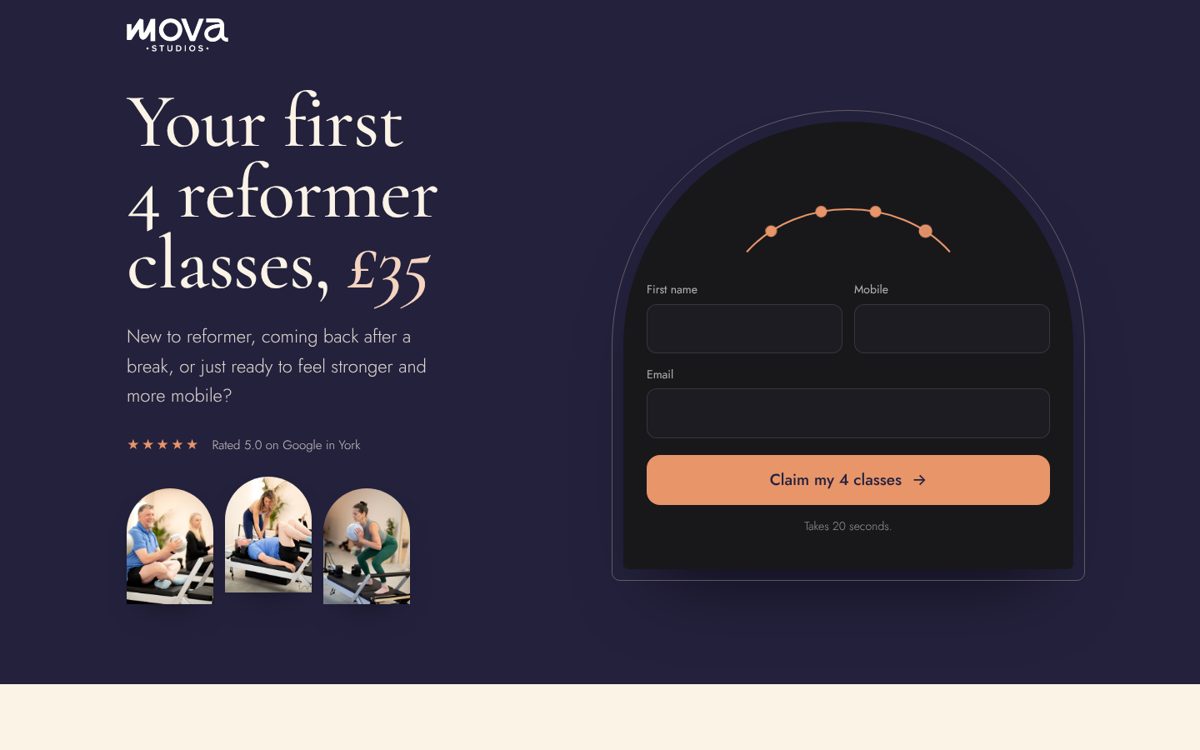 mova
•STUDIOS•
Your first
4 reformer
classes, £35
New to reformer, coming back after a
break, or just ready to feel stronger and
more mobile?
★★★★★ Rated 5.0 on Google in York
First name
Mobile
Email
Claim my 4 classes →
Takes 20 seconds.